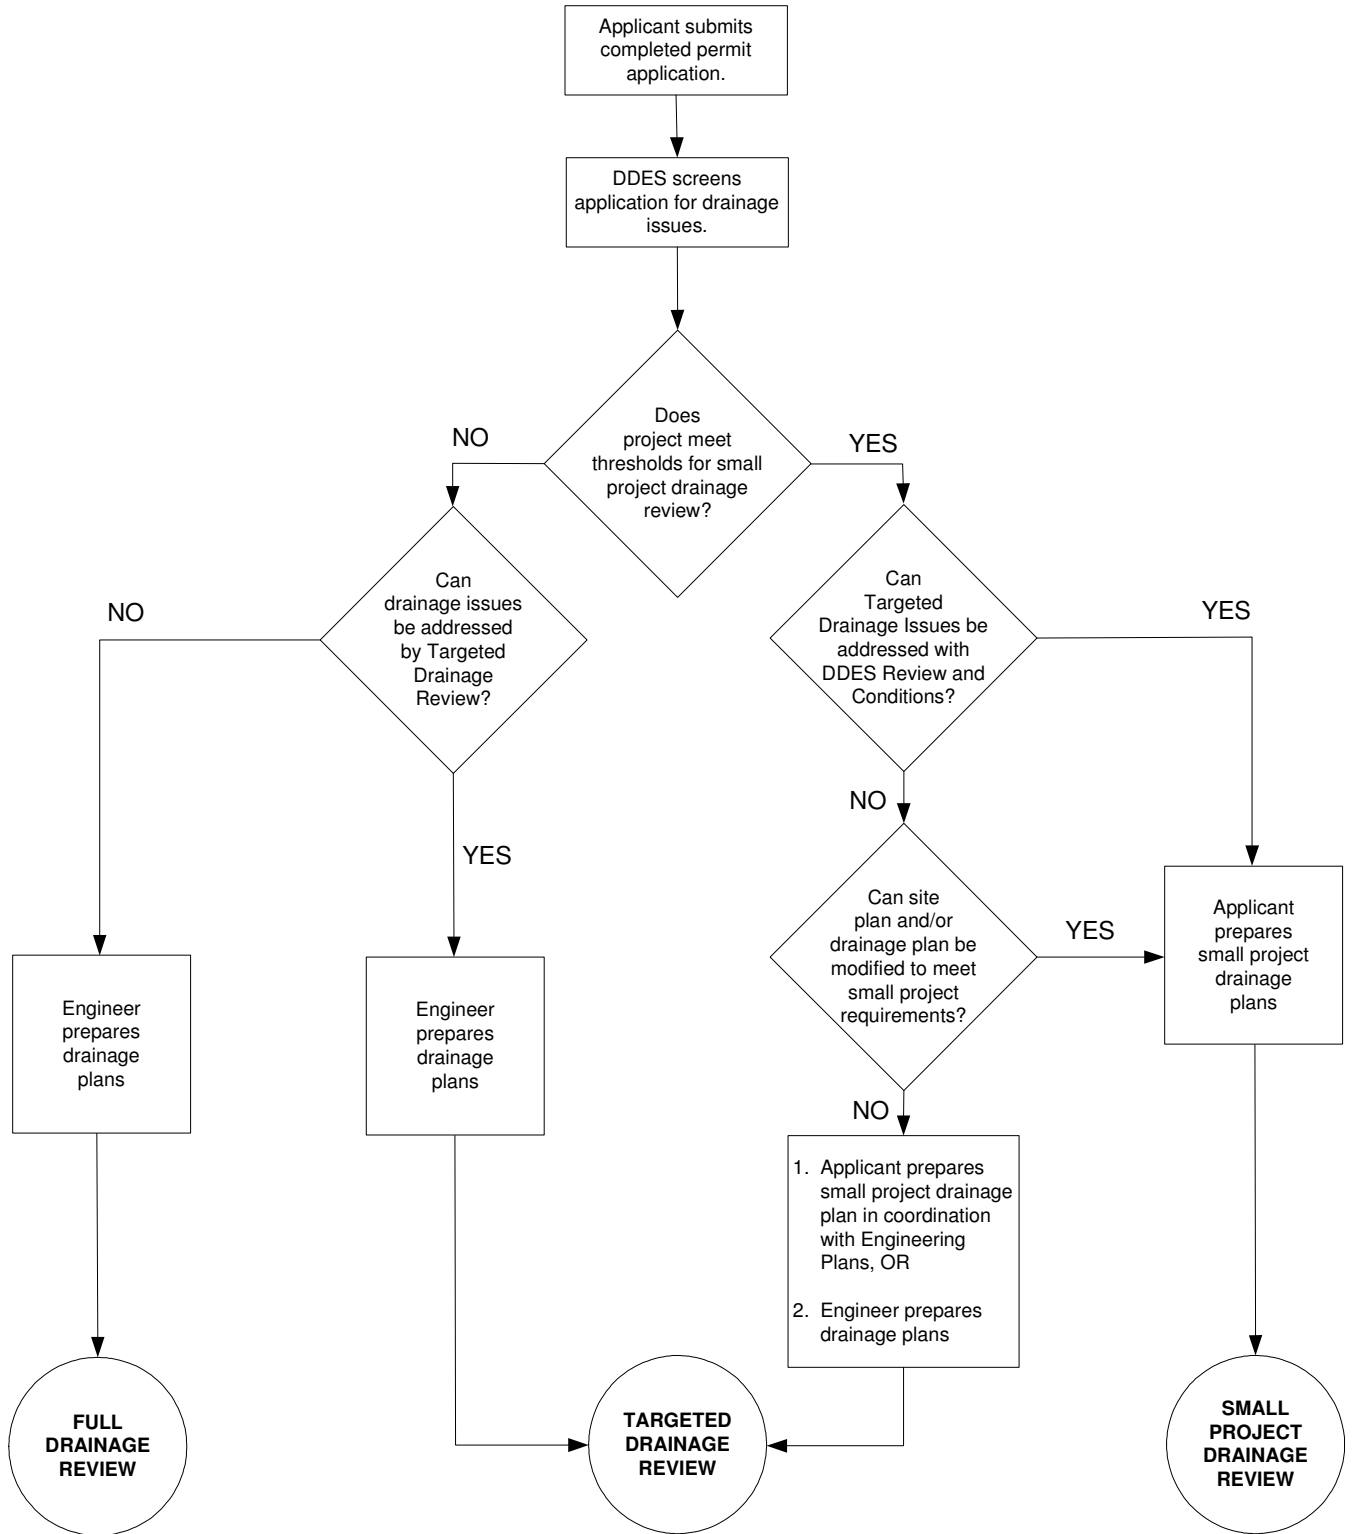 Applicant submits
completed permit
application.
DDES screens
application for drainage
issues.
Does
project meet
thresholds for small
project drainage
review?
NO
YES
Can
drainage issues
be addressed
by Targeted
Drainage
Review?
NO
YES
Can
Targeted
Drainage Issues be
addressed with
DDES Review and
Conditions?
YES
NO
Can site
plan and/or
drainage plan be
modified to meet
small project
requirements?
YES
NO
Applicant
prepares
small project
drainage
plans
Engineer
prepares
drainage
plans
Engineer
prepares
drainage
plans
1. Applicant prepares
small project drainage
plan in coordination
with Engineering
Plans, OR
2. Engineer prepares
drainage plans
FULL
DRAINAGE
REVIEW
TARGETED
DRAINAGE
REVIEW
SMALL
PROJECT
DRAINAGE
REVIEW